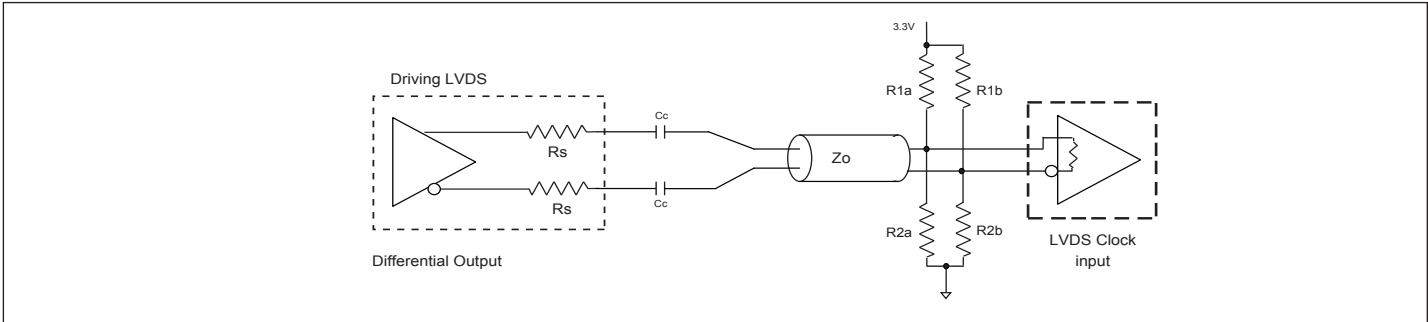 3.3V
Driving LVDS
R1a
R1b
Cc
Rs
Zo
Cc
Rs
R2a
R2b
LVDS Clock
input
Differential Output